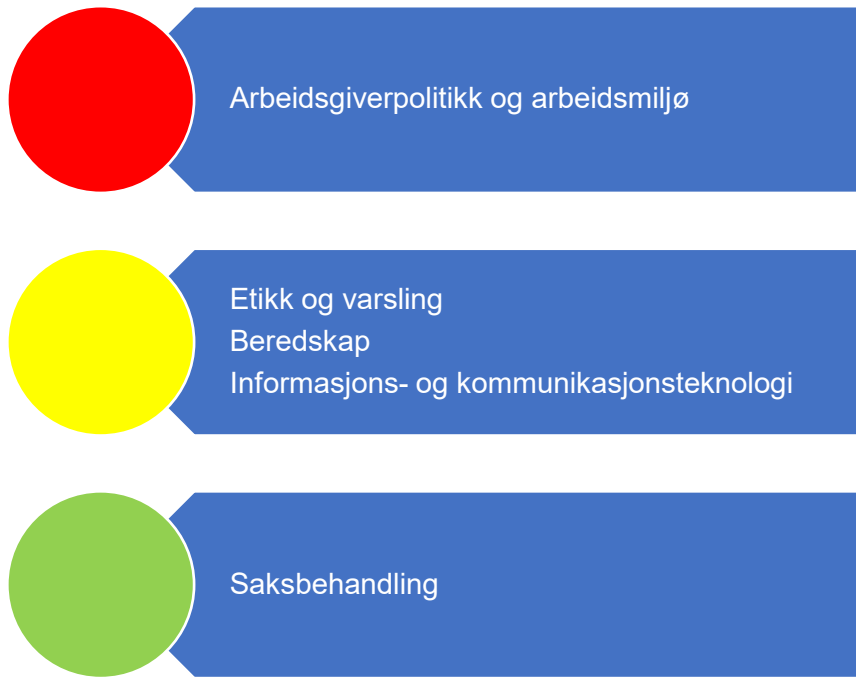 Arbeidsgiverpolitikk og arbeidsmiljø
Etikk og varsling
Beredskap
Informasjons- og kommunikasjonsteknologi
Saksbehandling